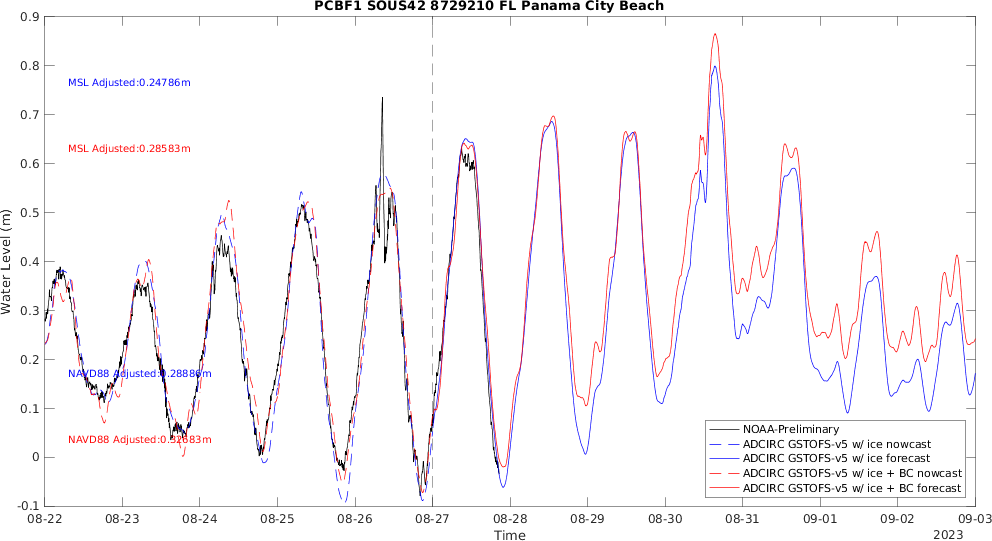 PCBF1 SOUS42 8729210 FL Panama City Beach
Water Level (m)
0.9
0.8
0.7
0.6
0.5
0.4
0.3
0.2
0.1
0
-0.1
MSL Adjusted:0.24786m
MSL Adjusted:0.28583m
NAVD88 Adjusted:0.28886m
NAVD88 Adjusted:0.32683m
NOAA-Preliminary
ADCIRC GSTOFS-v5 w/ ice nowcast
ADCIRC GSTOFS-v5 w/ ice forecast
ADCIRC GSTOFS-v5 w/ ice + BC nowcast
ADCIRC GSTOFS-v5 w/ ice + BC forecast
08-22 08-23 08-24 08-25 08-26 08-27 08-28 08-29 08-30 08-31 09-01 09-02 09-03
Time
2023